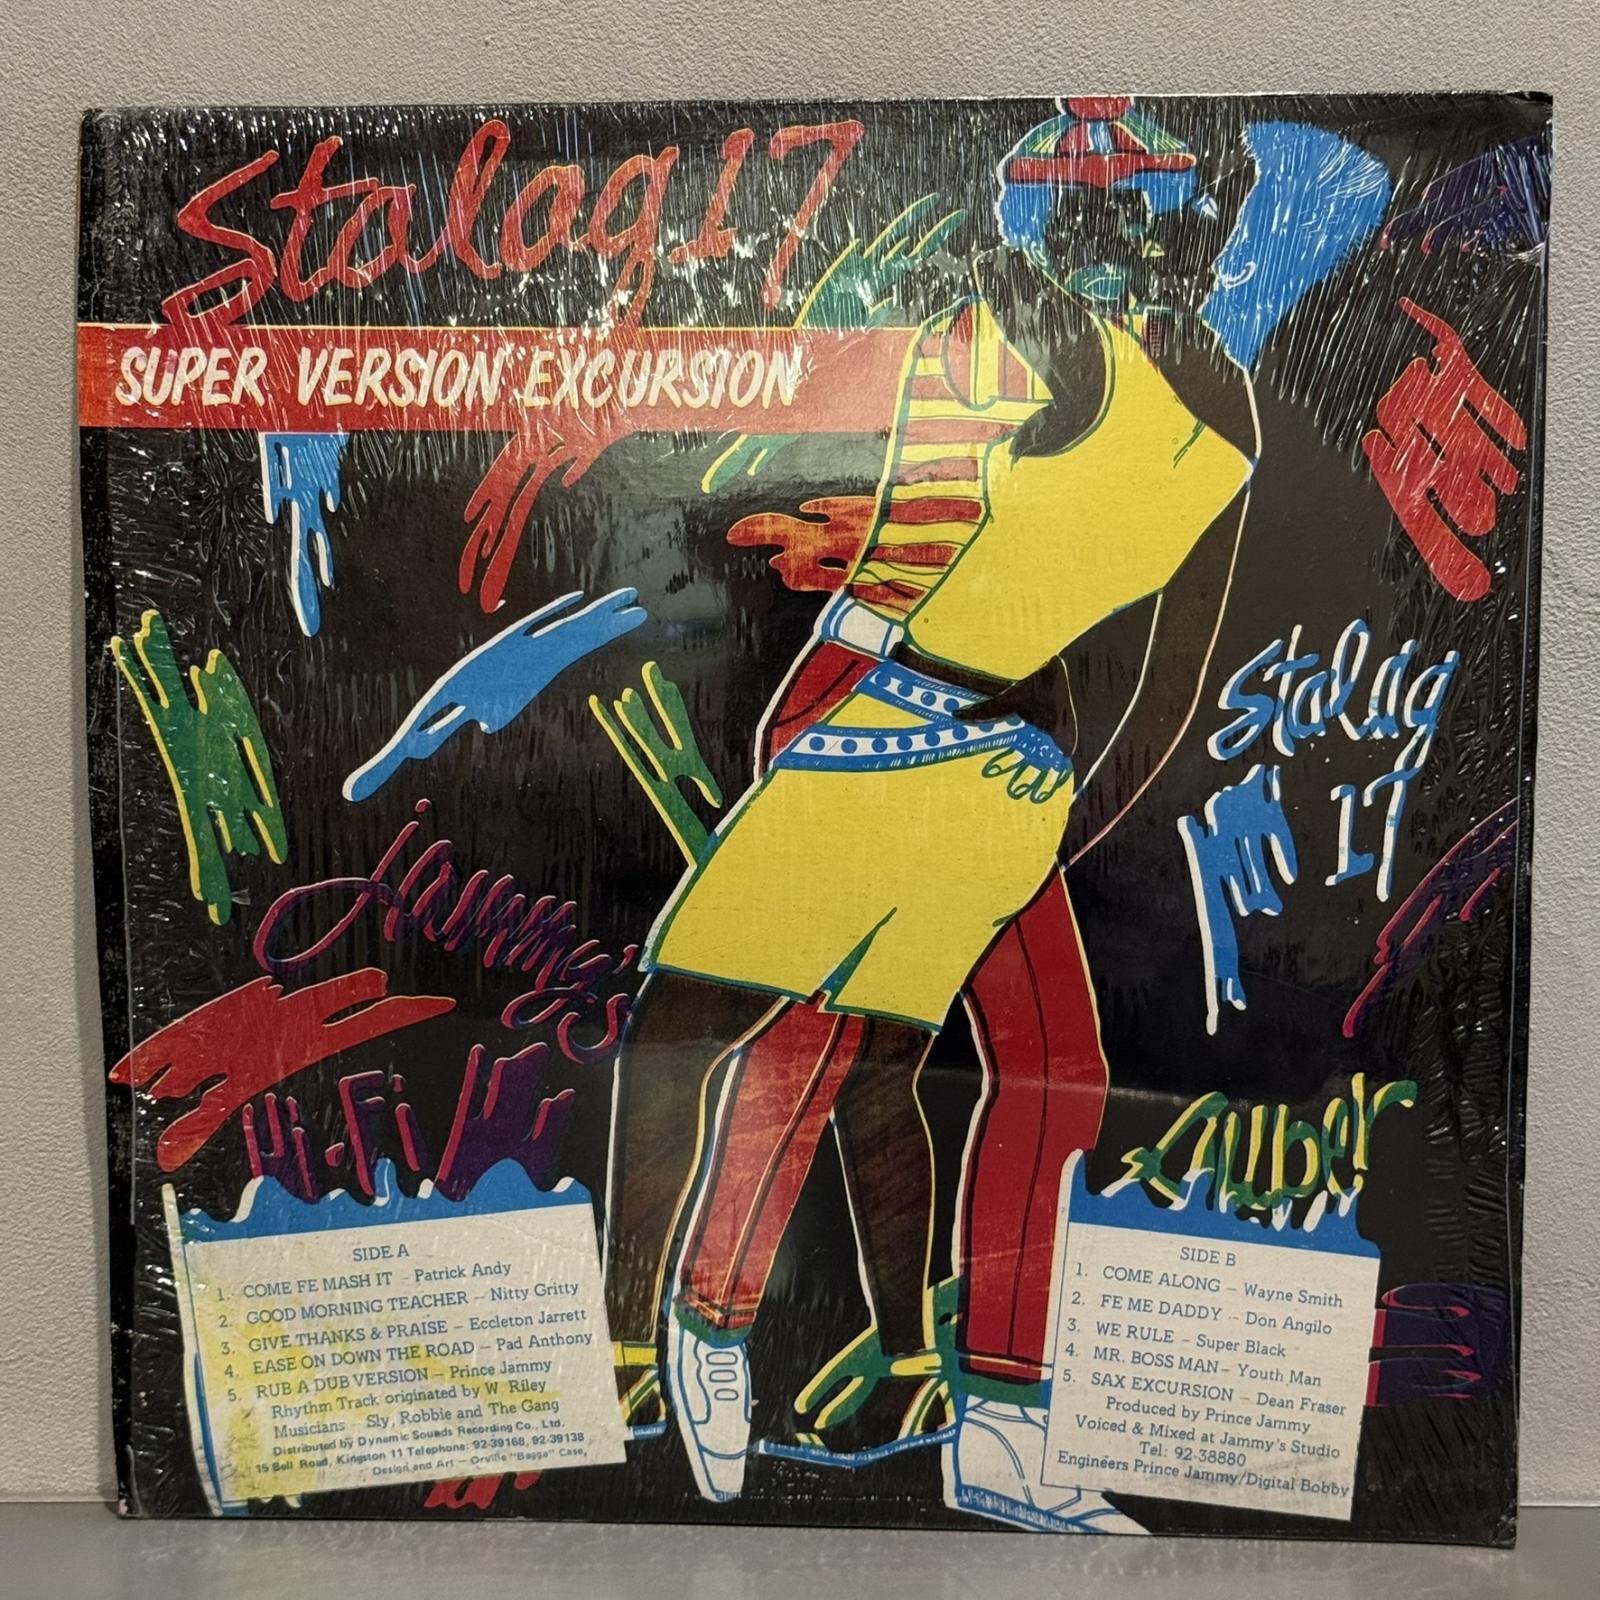 Stalag 17
SUPER VERSION EXCURSION
Stalag
17
jammy's
Hi-Fi
Super
SIDE A
1. COME FE MASH IT – Patrick Andy
2. GOOD MORNING TEACHER – Nitty Gritty
3. GIVE THANKS & PRAISE – Eccleton Jarrett
4. EASE ON DOWN THE ROAD – Pad Anthony
5. RUB A DUB VERSION – Prince Jammy
Rhythm Track originated by W. Riley
Musicians – Sly, Robbie and The Gang
Distributed by Dynamic Sounds Recording Co., Ltd.
15 Bell Road, Kingston 11 Telephone: 92-39168, 92-39138
Design and Art – Orville "Bagga" Case,
SIDE B
1. COME ALONG – Wayne Smith
2. FE ME DADDY – Don Angilo
3. WE RULE – Super Black
4. MR. BOSS MAN – Youth Man
5. SAX EXCURSION – Dean Fraser
Produced by Prince Jammy
Voiced & Mixed at Jammy's Studio
Tel: 92-38880
Engineers Prince Jammy/Digital Bobby